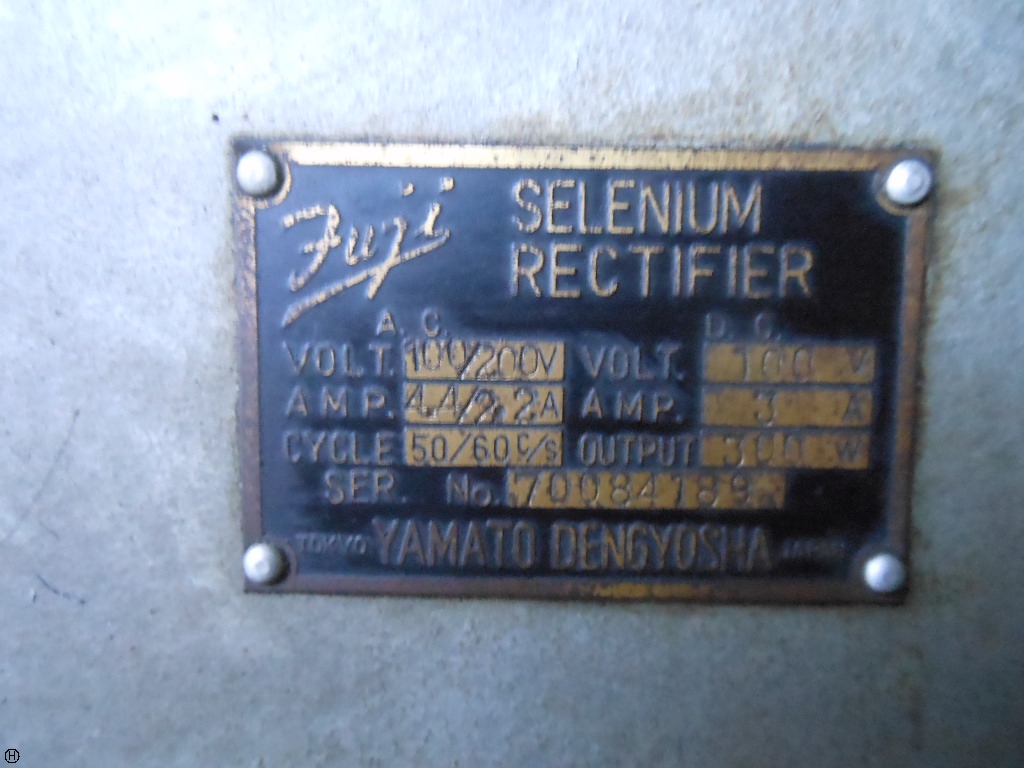 Fuji SELENIUM
RECTIFIER
A. C. D. C.
VOLT. 100/200V VOLT. 100 V
AMP. 4.4/2.2A AMP. 3 A
CYCLE 50/60 C/S OUTPUT 300 W
SER. No. 70084189
TOKYO YAMATO DENGYOSHA JAPAN
H